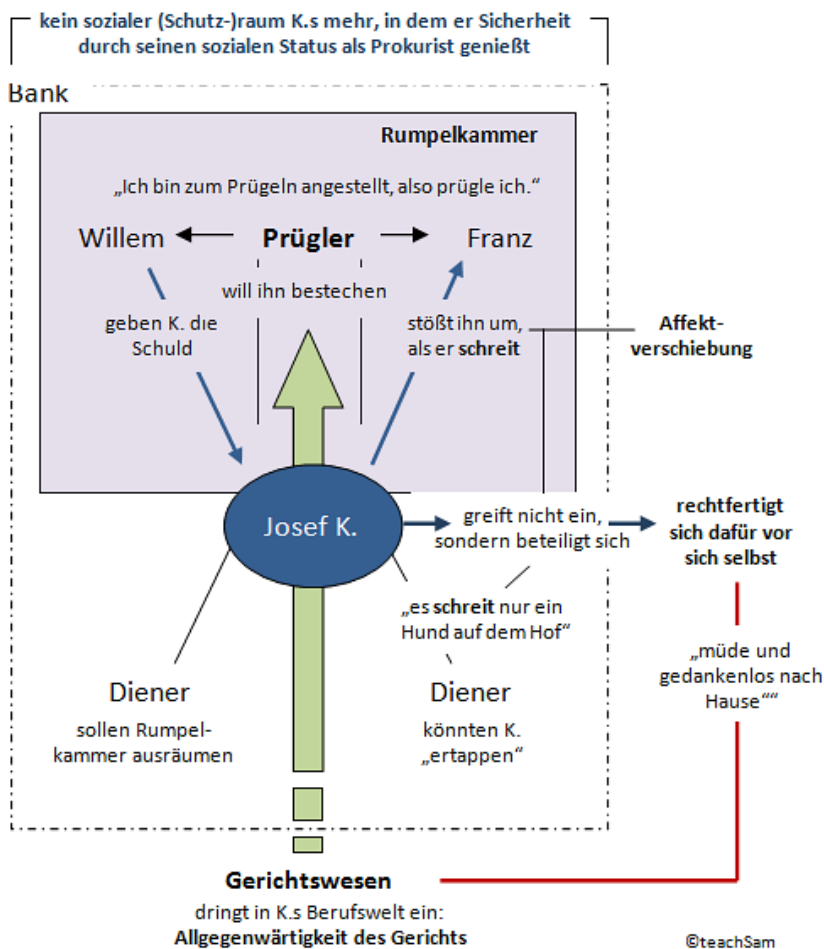 kein sozialer (Schutz-)raum K.s mehr, in dem er Sicherheit
durch seinen sozialen Status als Prokurist genießt
Bank
Rumpelkammer
„Ich bin zum Prügeln angestellt, also prügle ich.“
Willem
Prügler
Franz
will ihn bestechen
geben K. die
Schuld
stößt ihn um,
als er schreit
Affekt-
verschiebung
Josef K.
greift nicht ein,
sondern beteiligt sich
rechtfertigt
sich dafür vor
sich selbst
„es schreit nur ein
Hund auf dem Hof“
„müde und
gedankenlos nach
Hause““
Diener
sollen Rumpel-
kammer ausräumen
Diener
könnten K.
„ertappen“
Gerichtswesen
dringt in K.s Berufswelt ein:
Allgegenwärtigkeit des Gerichts
©teachSam